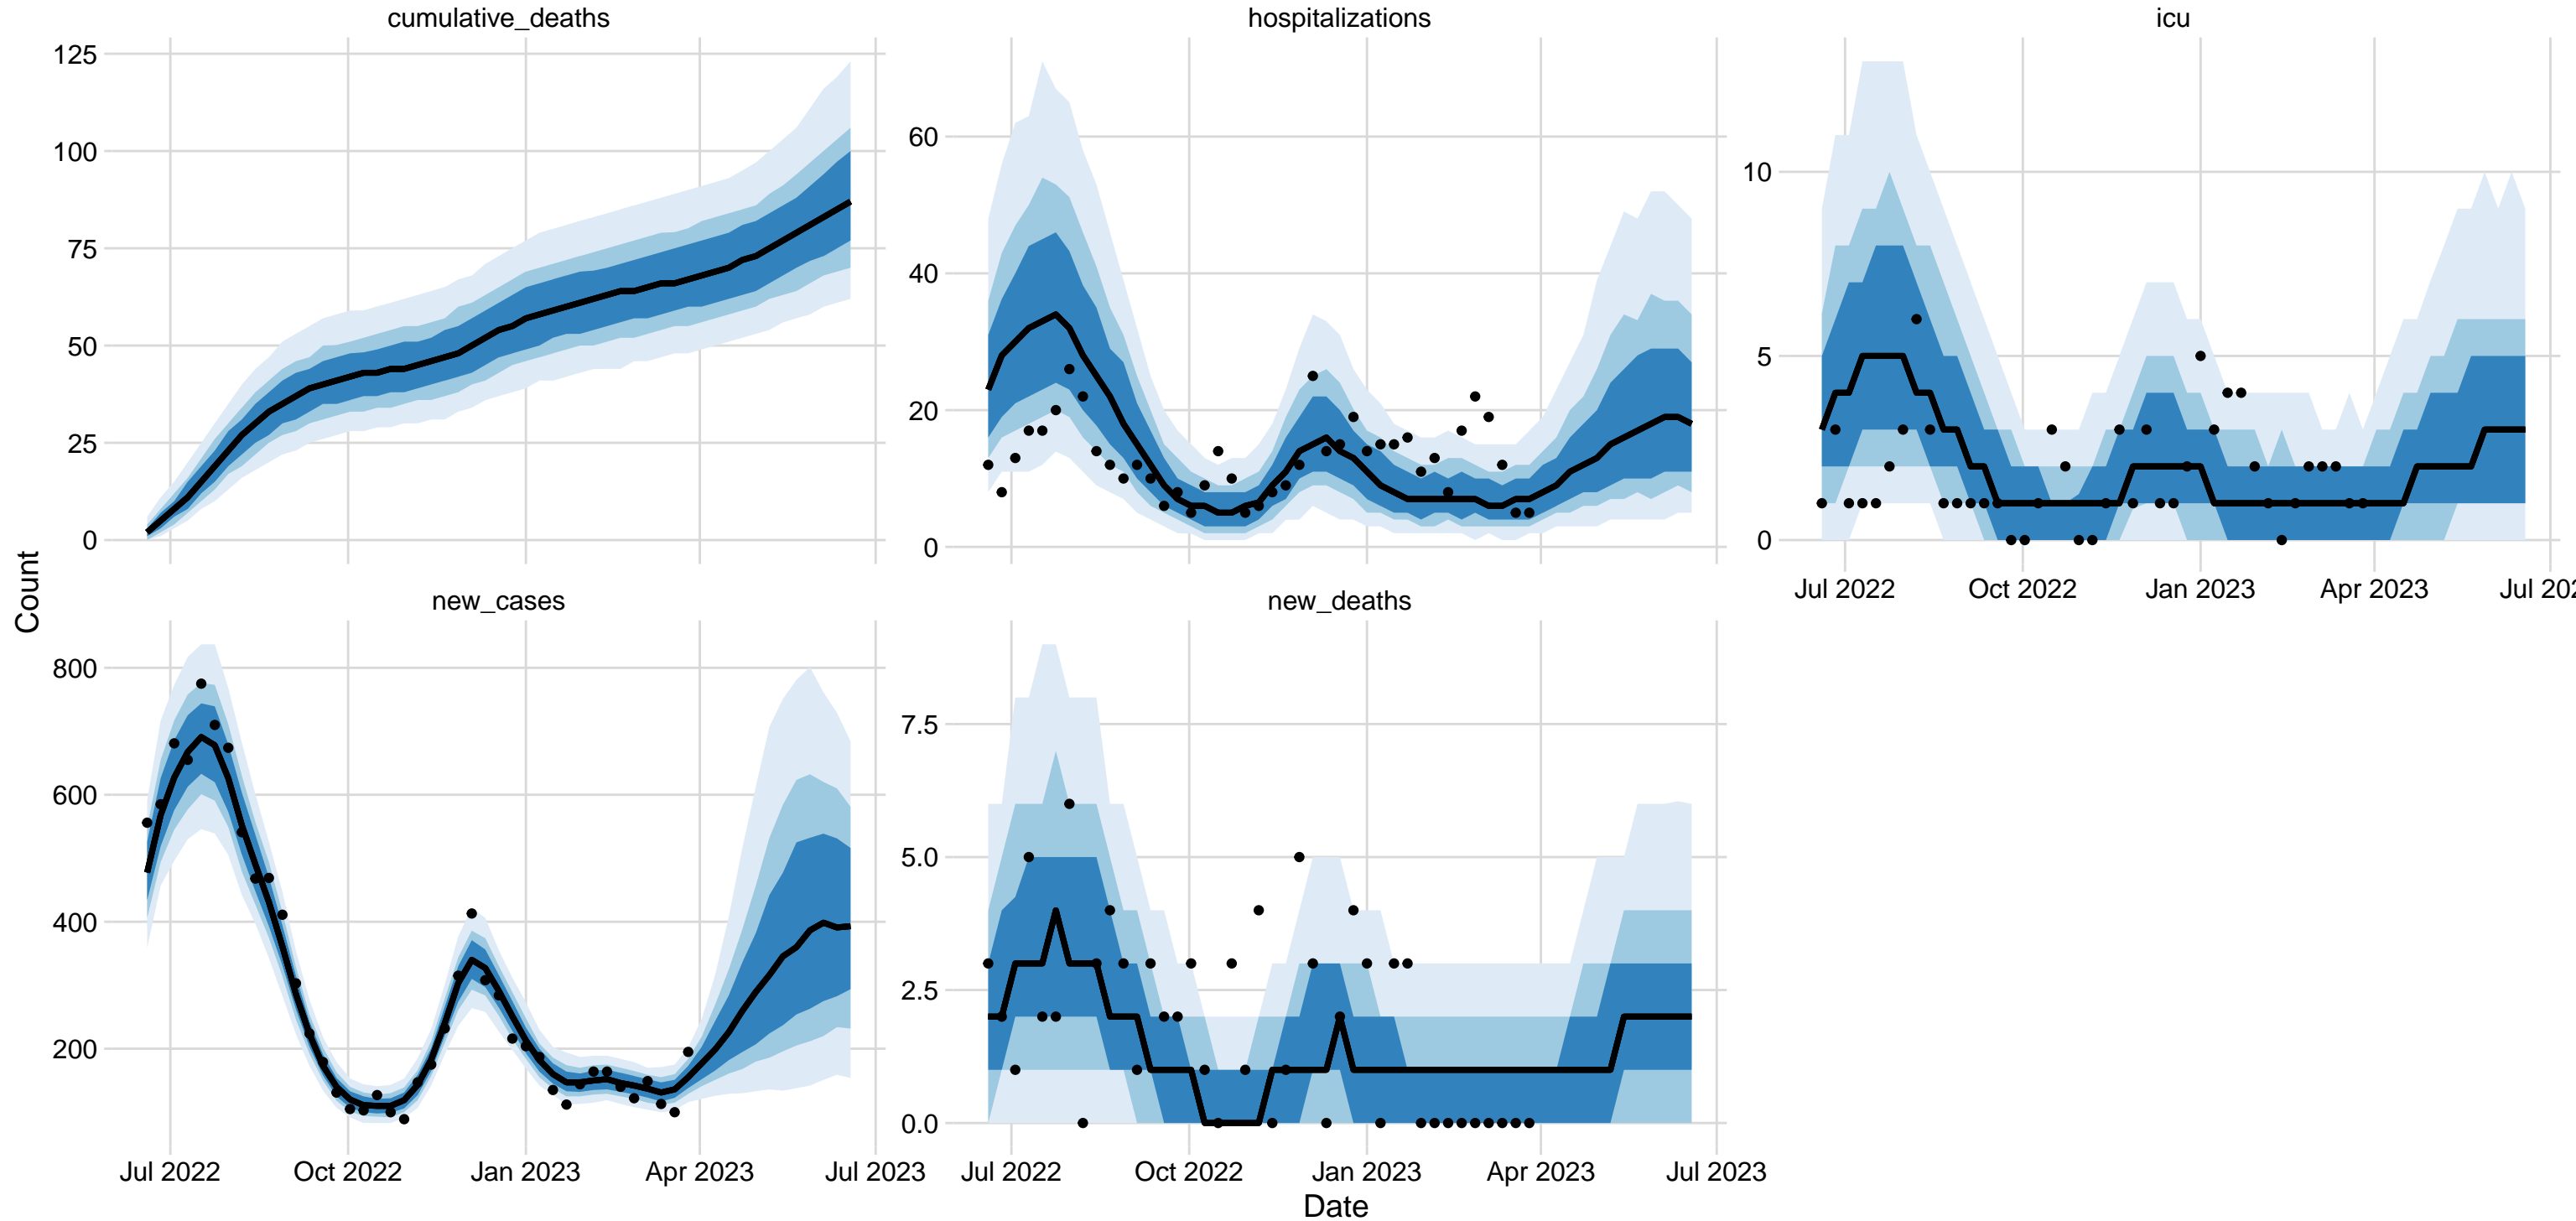 cumulative_deaths
hospitalizations
icu
125
100
75
50
25
0
60
40
20
0
10
5
0
Jul 2022 Oct 2022 Jan 2023 Apr 2023 Jul 202
Count
new_cases
new_deaths
800
600
400
200
7.5
5.0
2.5
0.0
Jul 2022 Oct 2022 Jan 2023 Apr 2023 Jul 2023
Jul 2022 Oct 2022 Jan 2023 Apr 2023 Jul 2023
Date